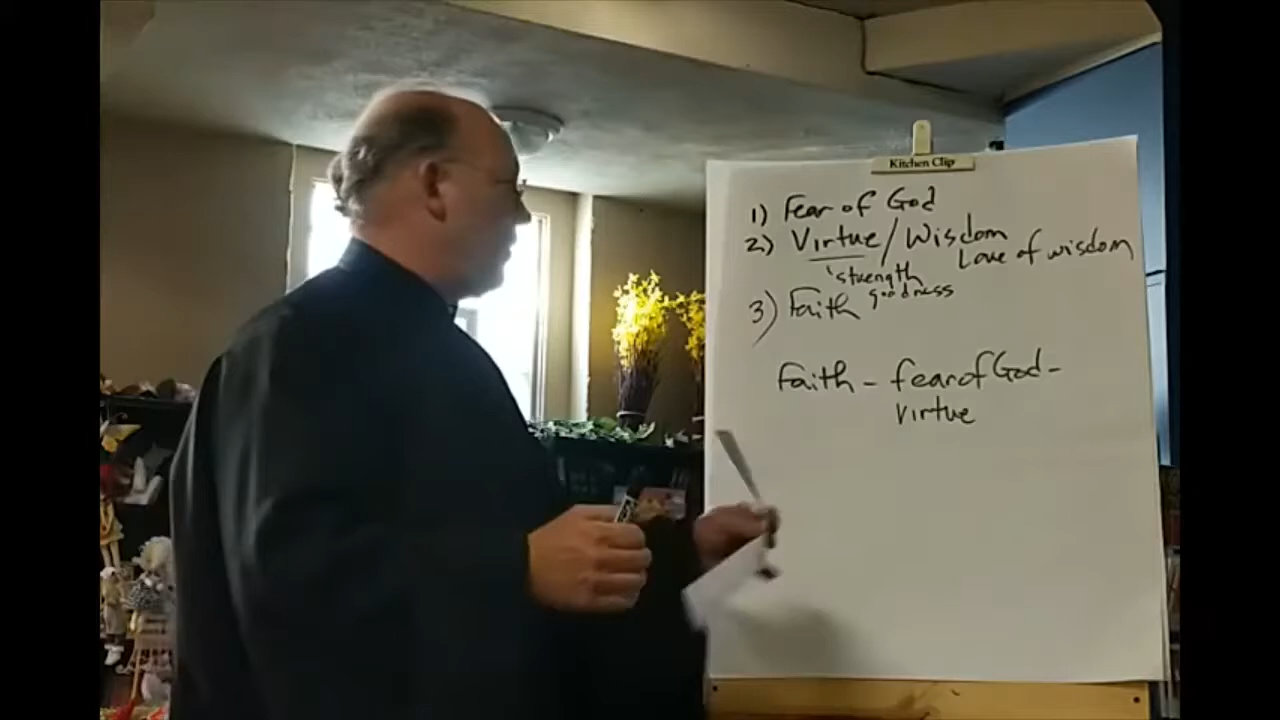 Kitchen Clip
1) Fear of God
2) Virtue/Wisdom Love of wisdom
'strength
goodness
3) Faith
Faith - fear of God -
virtue